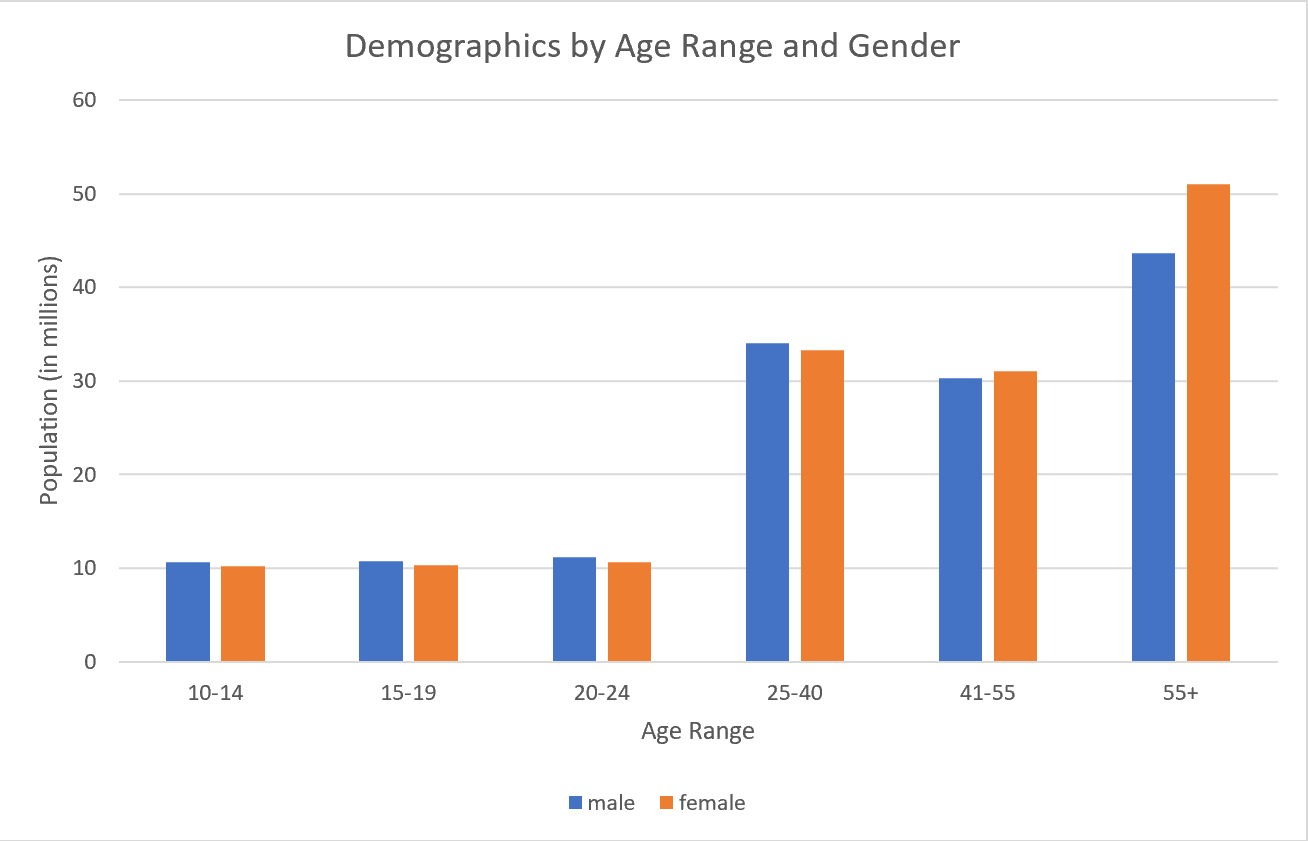 Demographics by Age Range and Gender
60
50
40
30
20
10
0
Population (in millions)
10-14 15-19 20-24 25-40 41-55 55+
Age Range
male female